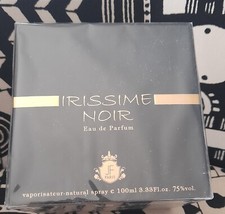 IRISSIME
NOIR
Eau de Parfum
vaporisateur-natural spray e 100ml 3.33Fl.oz. 75%vol.